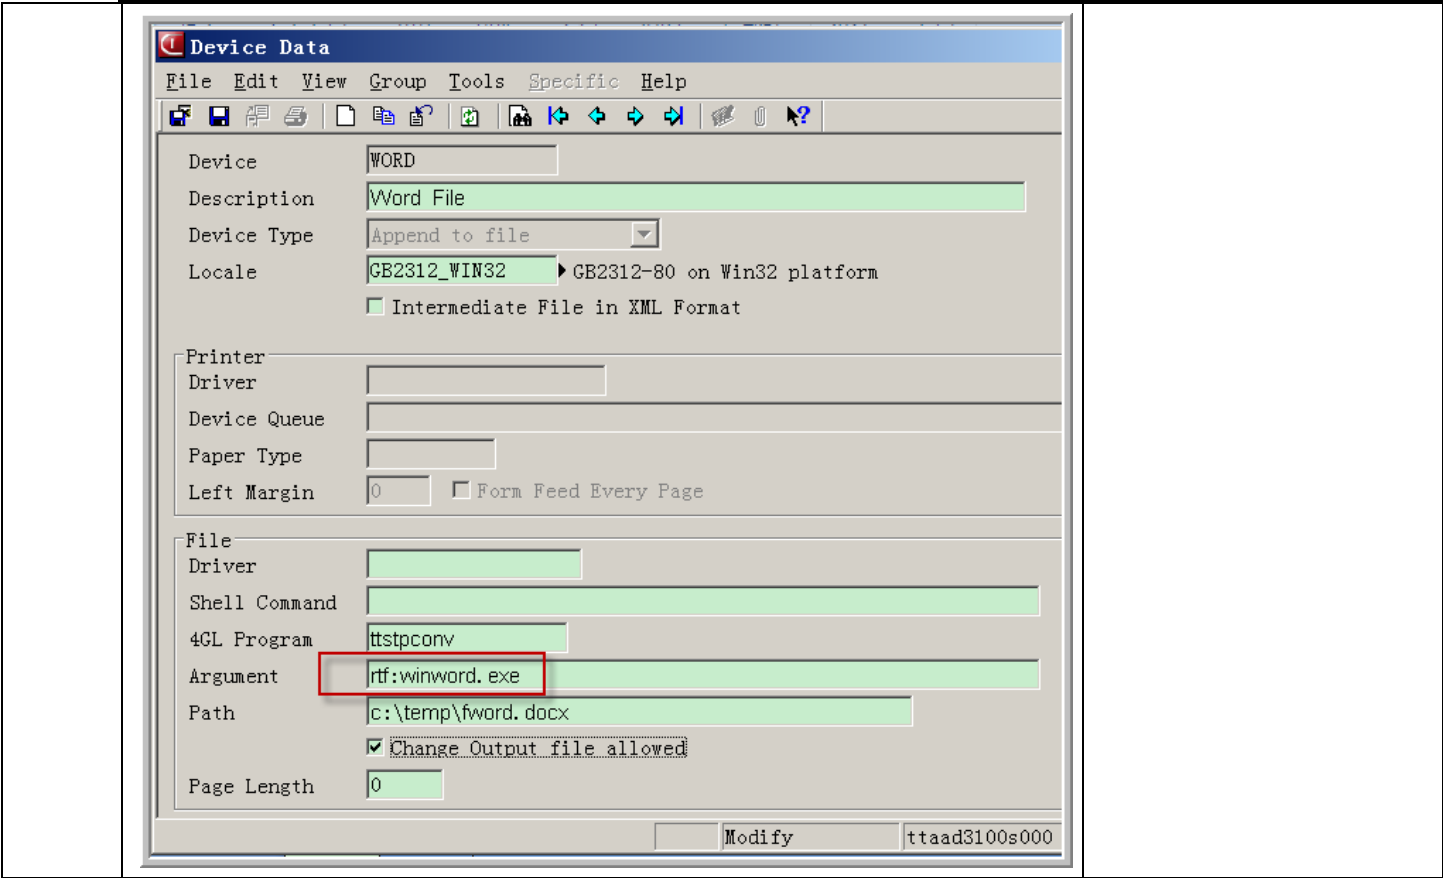 Device Data
File Edit View Group Tools Specific Help
Device WORD
Description Word File
Device Type Append to file
Locale GB2312_WIN32 GB2312-80 on Win32 platform
Intermediate File in XML Format
Printer
Driver
Device Queue
Paper Type
Left Margin 0 Form Feed Every Page
File
Driver
Shell Command
4GL Program ttstpconv
Argument rtf:winword.exe
Path c:\temp\fword.docx
Change Output file allowed
Page Length 0
Modify ttaad3100s000